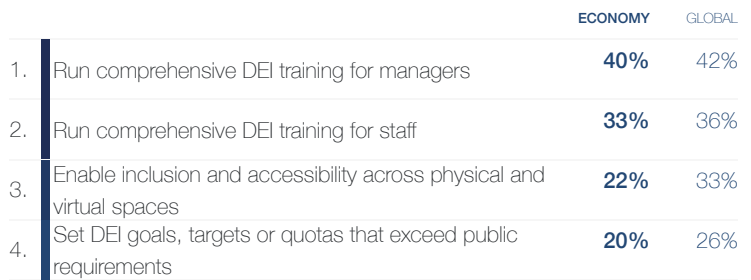 ECONOMY GLOBAL
1. Run comprehensive DEI training for managers 40% 42%
2. Run comprehensive DEI training for staff 33% 36%
3. Enable inclusion and accessibility across physical and
virtual spaces 22% 33%
4. Set DEI goals, targets or quotas that exceed public
requirements 20% 26%